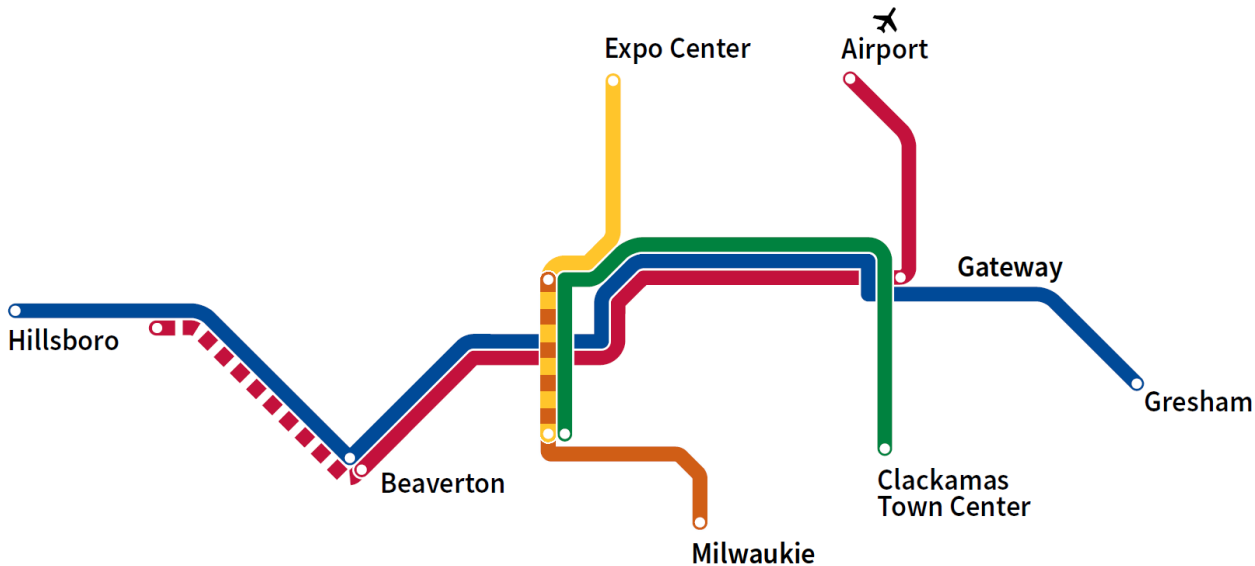 Expo Center
Airport
Gateway
Hillsboro
Gresham
Beaverton
Clackamas
Town Center
Milwaukie